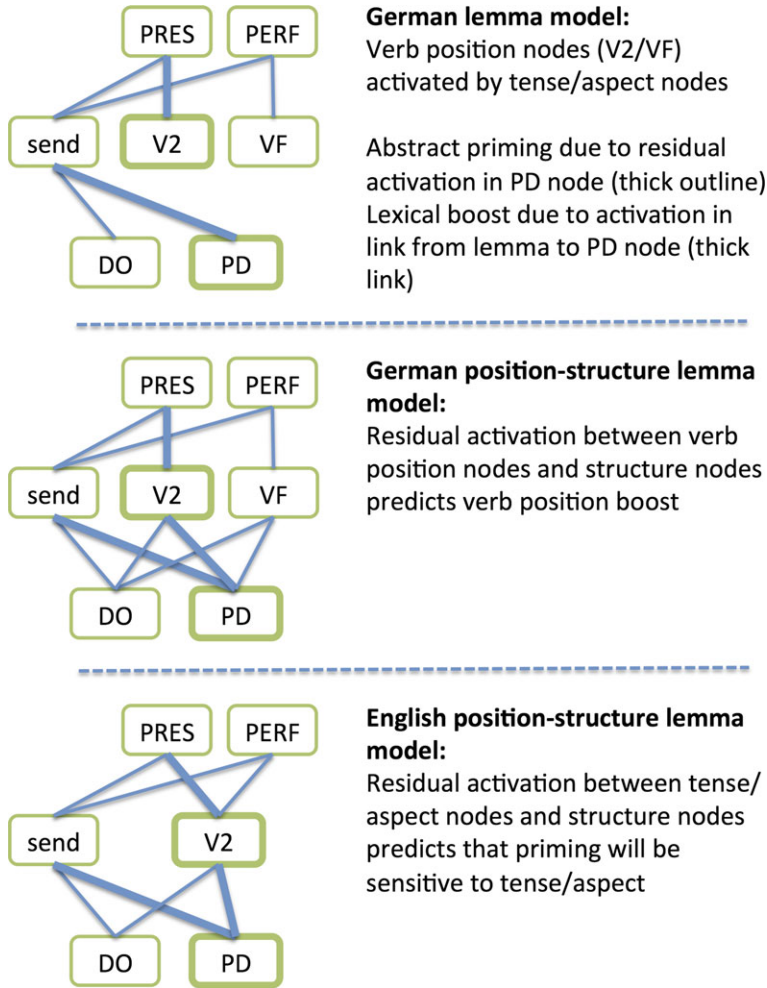 PRES PERF
send V2 VF
DO PD
German lemma model:
Verb position nodes (V2/VF)
activated by tense/aspect nodes
Abstract priming due to residual
activation in PD node (thick outline)
Lexical boost due to activation in
link from lemma to PD node (thick
link)
PRES PERF
send V2 VF
DO PD
German position-structure lemma
model:
Residual activation between verb
position nodes and structure nodes
predicts verb position boost
PRES PERF
send V2
DO PD
English position-structure lemma
model:
Residual activation between tense/
aspect nodes and structure nodes
predicts that priming will be
sensitive to tense/aspect